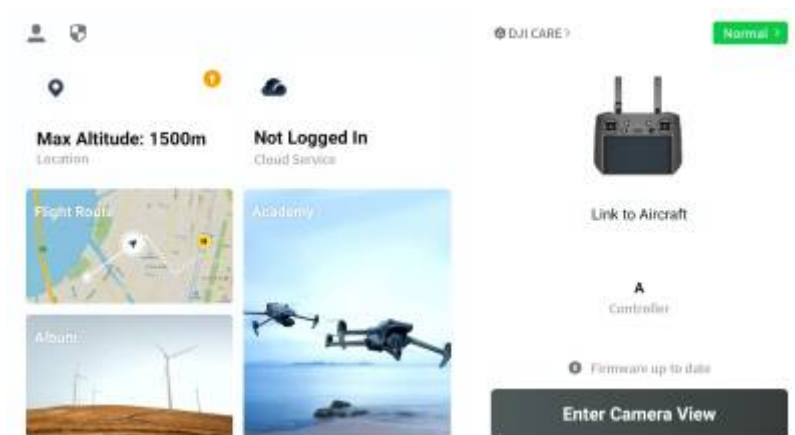 Max Altitude: 1500m
Location
Not Logged In
Cloud Service
Flight Route
Academy
Album
DJI CARE >
Normal >
Link to Aircraft
A
Controller
Firmware up to date
Enter Camera View